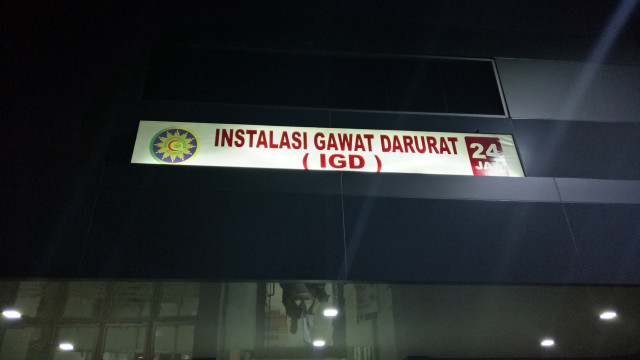 INSTALASI GAWAT DARURAT
( IGD )
24
JAM